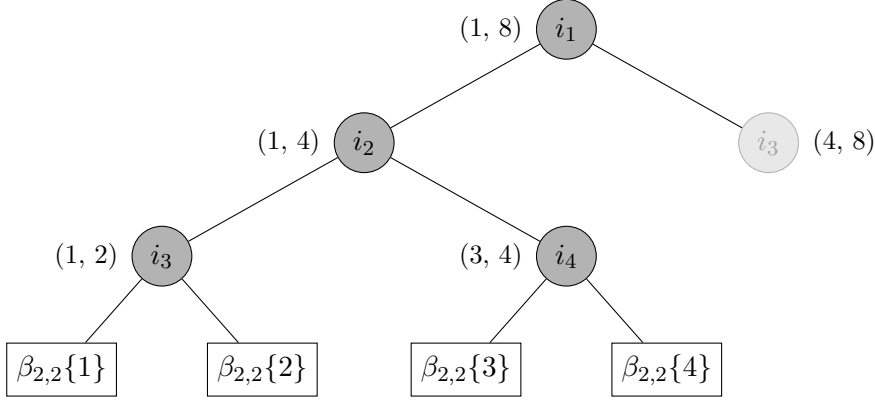 (1, 8) i₁
(1, 4) i₂ i₃ (4, 8)
(1, 2) i₃ (3, 4) i₄
β₂,₂{1} β₂,₂{2} β₂,₂{3} β₂,₂{4}